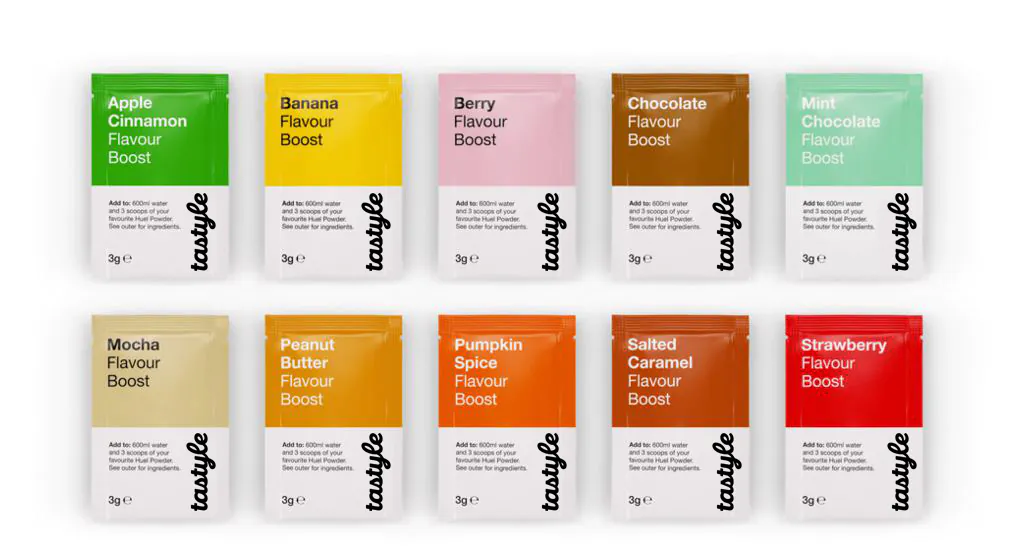 Apple
Cinnamon
Flavour
Boost
Add to: 600ml water
and 3 scoops of your
favourite Huel Powder.
See outer for ingredients.
3g ℮
tastyle
Banana
Flavour
Boost
Add to: 600ml water
and 3 scoops of your
favourite Huel Powder.
See outer for ingredients.
3g ℮
tastyle
Berry
Flavour
Boost
Add to: 600ml water
and 3 scoops of your
favourite Huel Powder.
See outer for ingredients.
3g ℮
tastyle
Chocolate
Flavour
Boost
Add to: 600ml water
and 3 scoops of your
favourite Huel Powder.
See outer for ingredients.
3g ℮
tastyle
Mint
Chocolate
Flavour
Boost
Add to: 600ml water
and 3 scoops of your
favourite Huel Powder.
See outer for ingredients.
3g ℮
tastyle
Mocha
Flavour
Boost
Add to: 600ml water
and 3 scoops of your
favourite Huel Powder.
See outer for ingredients.
3g ℮
tastyle
Peanut
Butter
Flavour
Boost
Add to: 600ml water
and 3 scoops of your
favourite Huel Powder.
See outer for ingredients.
3g ℮
tastyle
Pumpkin
Spice
Flavour
Boost
Add to: 600ml water
and 3 scoops of your
favourite Huel Powder.
See outer for ingredients.
3g ℮
tastyle
Salted
Caramel
Flavour
Boost
Add to: 600ml water
and 3 scoops of your
favourite Huel Powder.
See outer for ingredients.
3g ℮
tastyle
Strawberry
Flavour
Boost
Add to: 600ml water
and 3 scoops of your
favourite Huel Powder.
See outer for ingredients.
3g ℮
tastyle